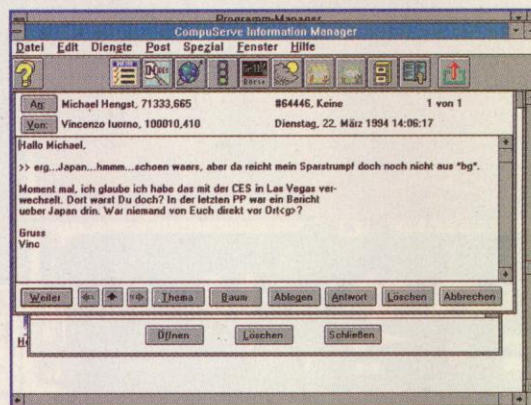 Programm-Manager
CompuServe Information Manager
Datei Edit Dienste Post Spezial Fenster Hilfe
Börse
An: Michael Hengst, 71333,665 #64446, Keine 1 von 1
Von: Vincenzo Iuorno, 100010,410 Dienstag, 22. März 1994 14:06:17
Hallo Michael,
>> erg...Japan...hmmm...schoen waers, aber da reicht mein Sparstrumpf doch noch nicht aus *bg*.
Moment mal, ich glaube ich habe das mit der CES in Las Vegas ver-
wechselt. Dort warst Du doch? In der letzten PP war ein Bericht
ueber Japan drin. War niemand von Euch direkt vor Ort<g>?
Gruss
Vinc
Weiter Thema Baum Ablegen Antwort Löschen Abbrechen
Öffnen Löschen Schließen